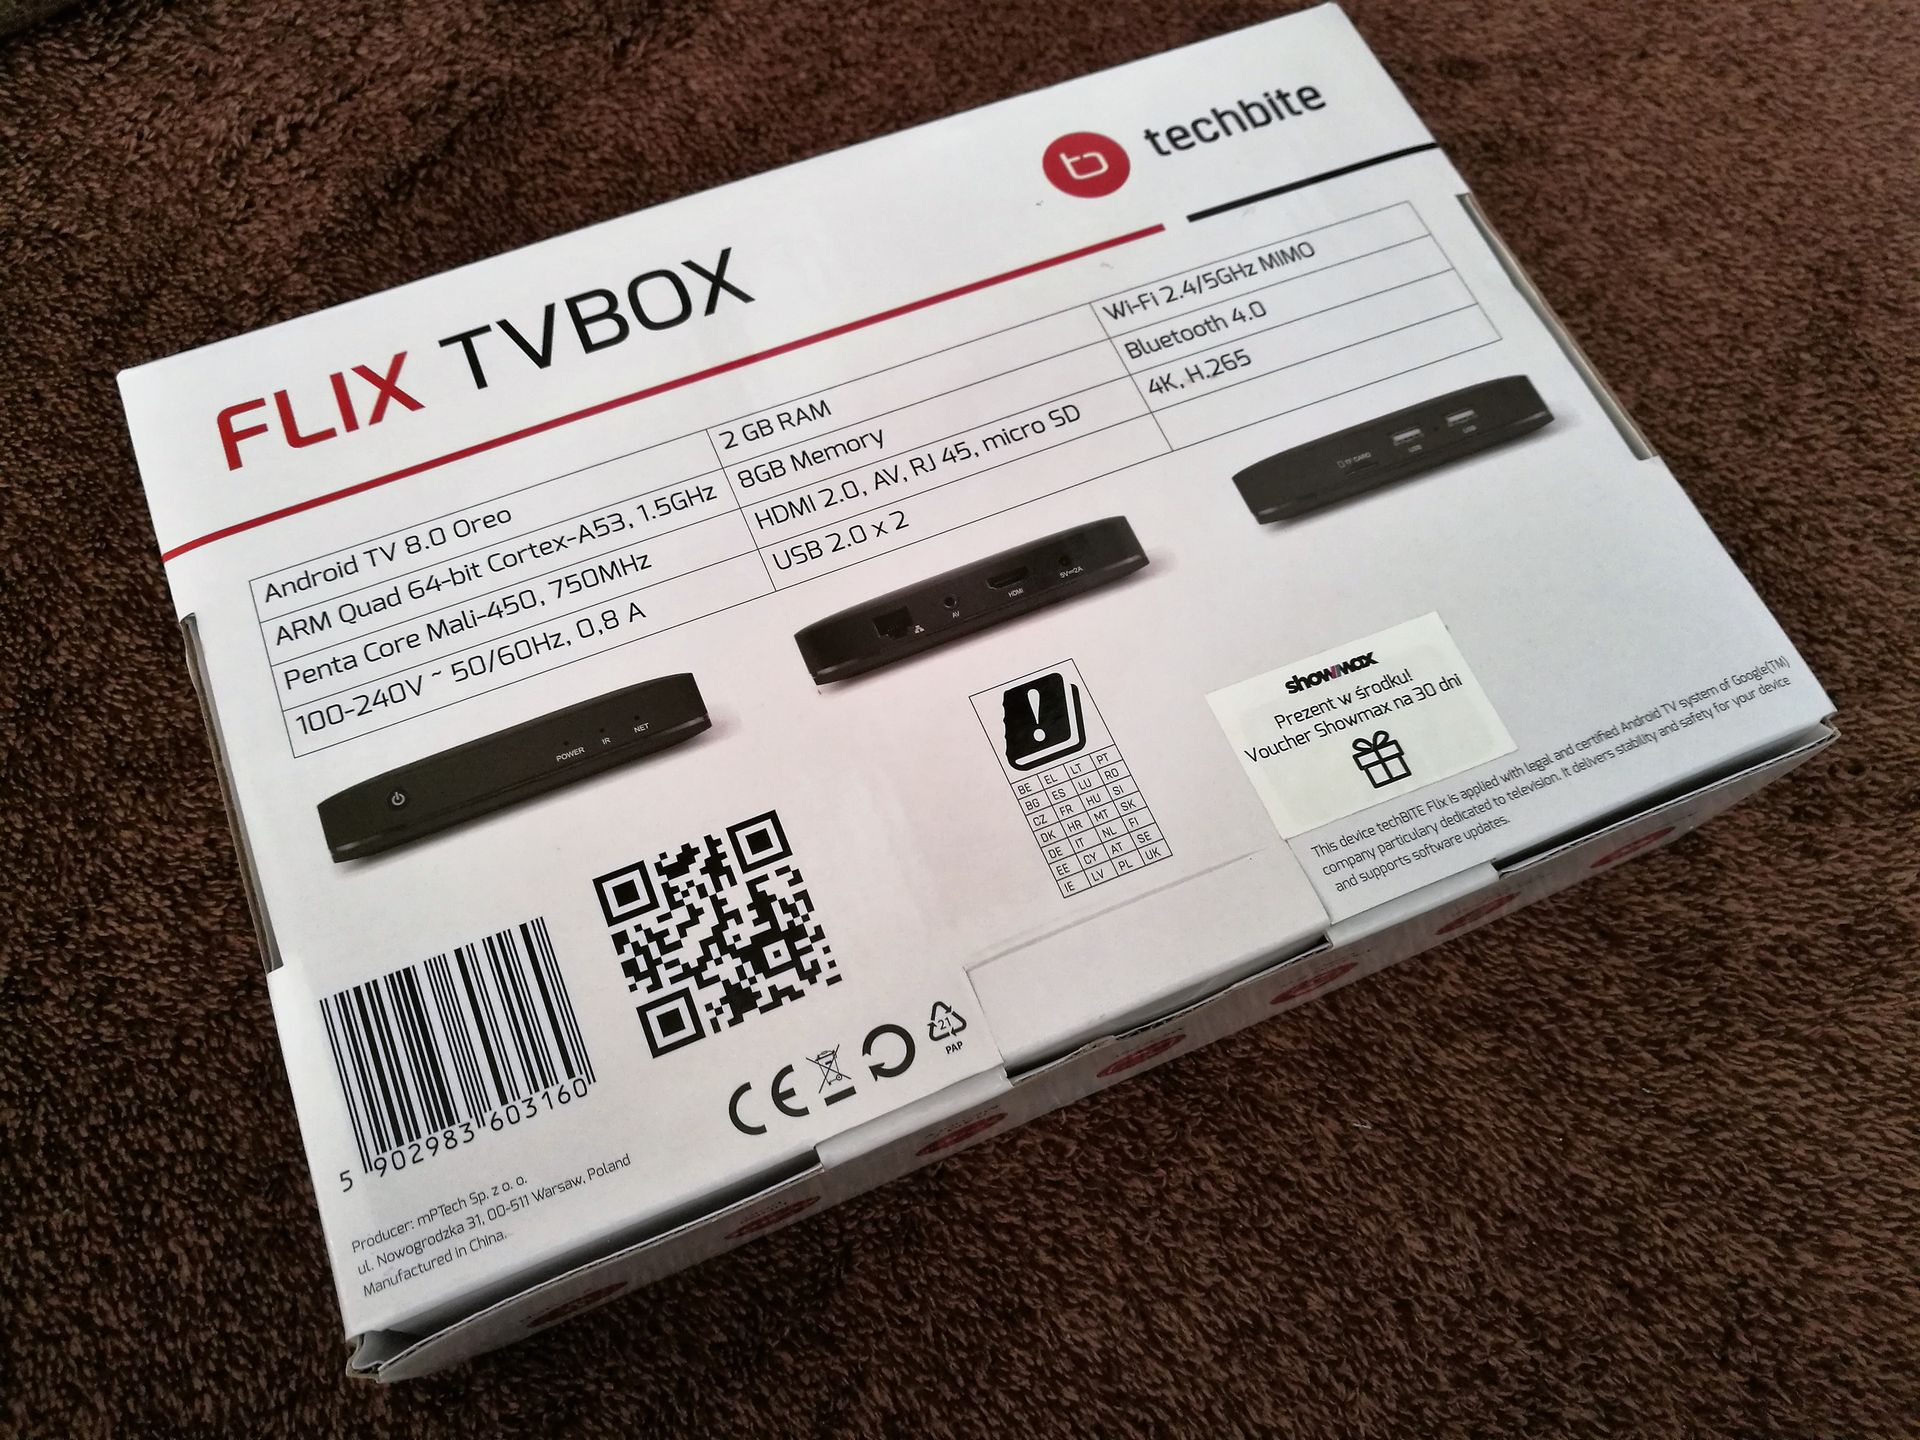 techbite
FLIX TVBOX
Android TV 8.0 Oreo
ARM Quad 64-bit Cortex-A53, 1.5GHz
Penta Core Mali-450, 750MHz
100-240V ~ 50/60Hz, 0,8 A
2 GB RAM
8GB Memory
HDMI 2.0, AV, RJ 45, micro SD
USB 2.0 x 2
Wi-Fi 2.4/5GHz MIMO
Bluetooth 4.0
4K, H.265
POWER IR NET
AV HDMI 5V⎓2A
TF CARD USB USB
!
BE EL LT PT
BG ES LU RO
CZ FR HU SI
DK HR MT SK
DE IT NL FI
EE CY AT SE
IE LV PL UK
showmax
Prezent w środku!
Voucher Showmax na 30 dni
This device techBITE Flix is applied with legal and certified Android TV system of Google(TM)
company particulary dedicated to television. It delivers stability and safety for your device
and supports software updates.
5 902983 603160
CE
21
PAP
Producer: mPTech Sp. z o. o.
ul. Nowogrodzka 31, 00-511 Warsaw, Poland
Manufactured in China.